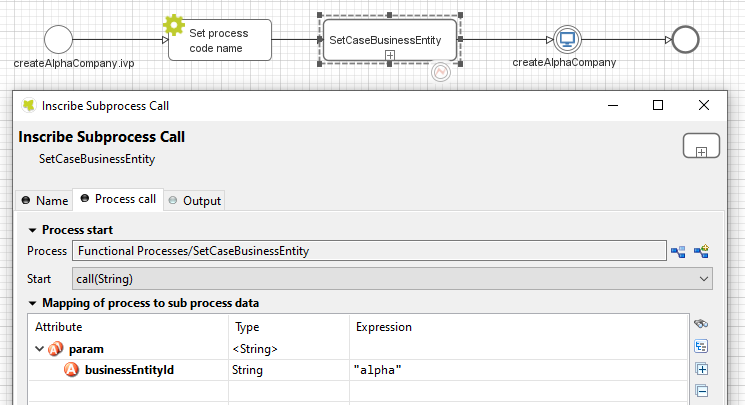 Set process
code name
SetCaseBusinessEntity
createAlphaCompany.ivp
createAlphaCompany
Inscribe Subprocess Call
Inscribe Subprocess Call
SetCaseBusinessEntity
Name Process call Output
Process start
Process Functional Processes/SetCaseBusinessEntity
Start call(String)
Mapping of process to sub process data
Attribute Type Expression
param <String>
businessEntityId String "alpha"